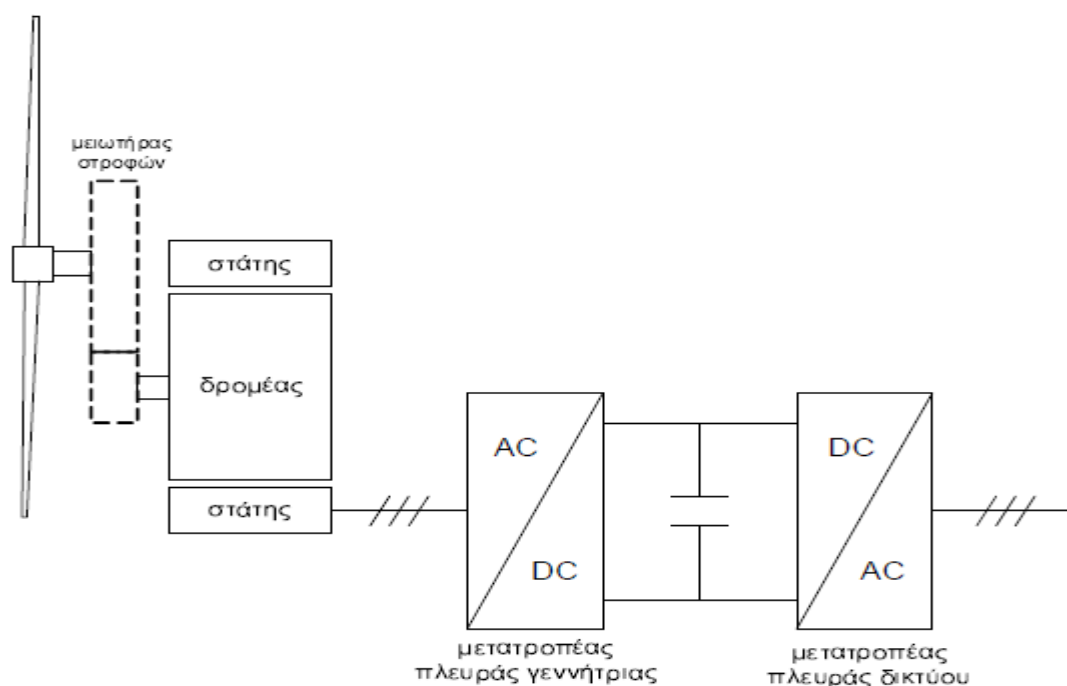 μειωτήρας
στροφών
στάτης
δρομέας
στάτης
AC
DC
DC
AC
μετατροπέας
πλευράς γεννήτριας
μετατροπέας
πλευράς δικτύου